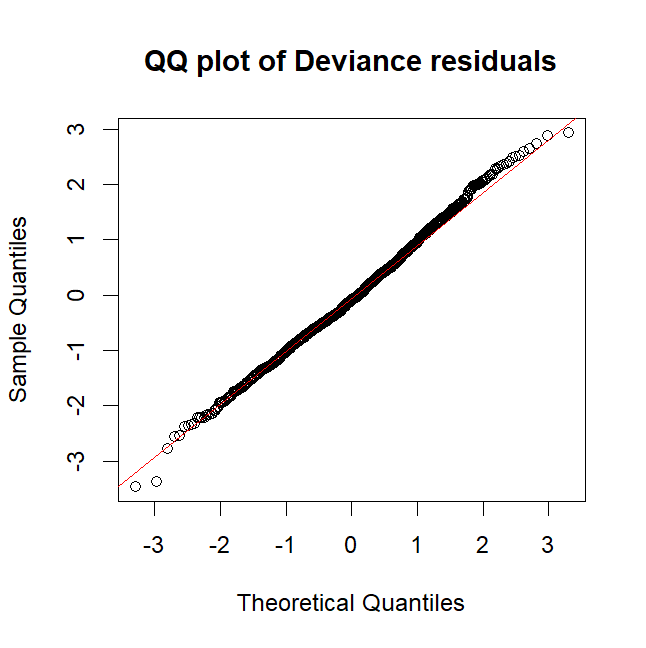 QQ plot of Deviance residuals
Sample Quantiles
3
2
1
0
-1
-2
-3
-3 -2 -1 0 1 2 3
Theoretical Quantiles